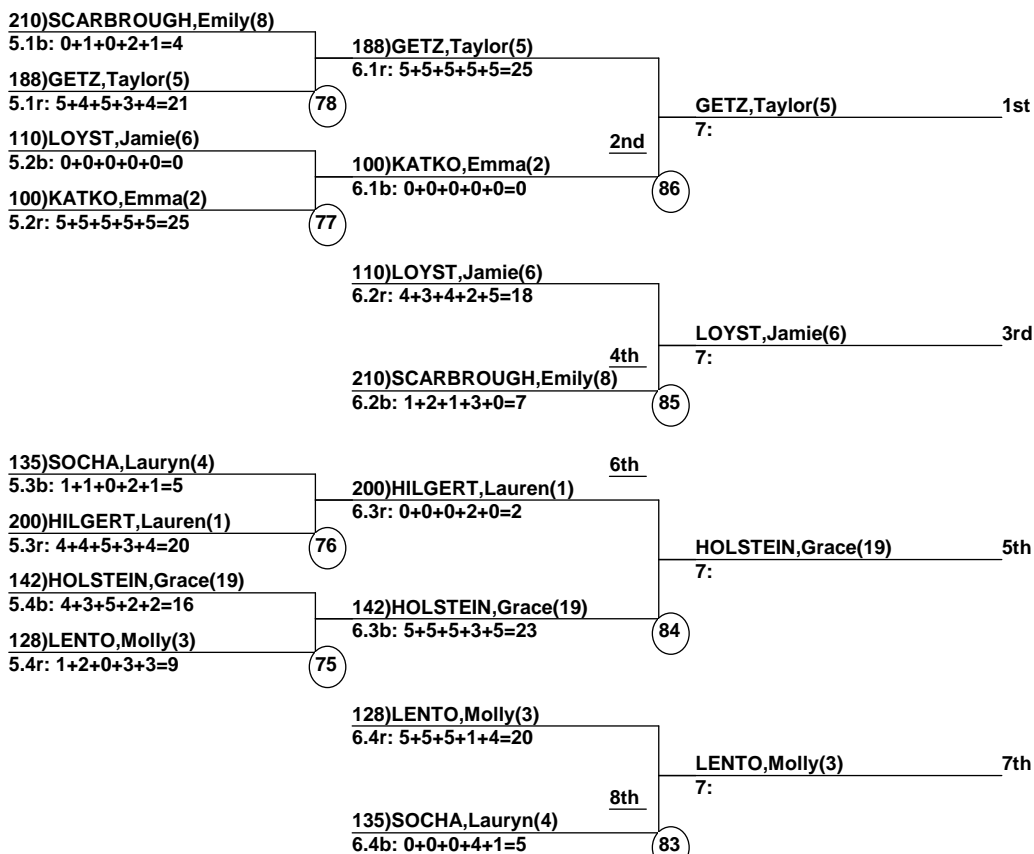 210)SCARBROUGH,Emily(8)
5.1b: 0+1+0+2+1=4
188)GETZ,Taylor(5)
5.1r: 5+4+5+3+4=21
78
110)LOYST,Jamie(6)
5.2b: 0+0+0+0+0=0
100)KATKO,Emma(2)
5.2r: 5+5+5+5+5=25
77
188)GETZ,Taylor(5)
6.1r: 5+5+5+5+5=25
2nd
100)KATKO,Emma(2)
6.1b: 0+0+0+0+0=0
86
GETZ,Taylor(5) 1st
7:
110)LOYST,Jamie(6)
6.2r: 4+3+4+2+5=18
4th
210)SCARBROUGH,Emily(8)
6.2b: 1+2+1+3+0=7
85
LOYST,Jamie(6) 3rd
7:
135)SOCHA,Lauryn(4)
5.3b: 1+1+0+2+1=5
200)HILGERT,Lauren(1)
5.3r: 4+4+5+3+4=20
76
142)HOLSTEIN,Grace(19)
5.4b: 4+3+5+2+2=16
128)LENTO,Molly(3)
5.4r: 1+2+0+3+3=9
75
6th
200)HILGERT,Lauren(1)
6.3r: 0+0+0+2+0=2
142)HOLSTEIN,Grace(19)
6.3b: 5+5+5+3+5=23
84
HOLSTEIN,Grace(19) 5th
7:
128)LENTO,Molly(3)
6.4r: 5+5+5+1+4=20
8th
135)SOCHA,Lauryn(4)
6.4b: 0+0+0+4+1=5
83
LENTO,Molly(3) 7th
7: